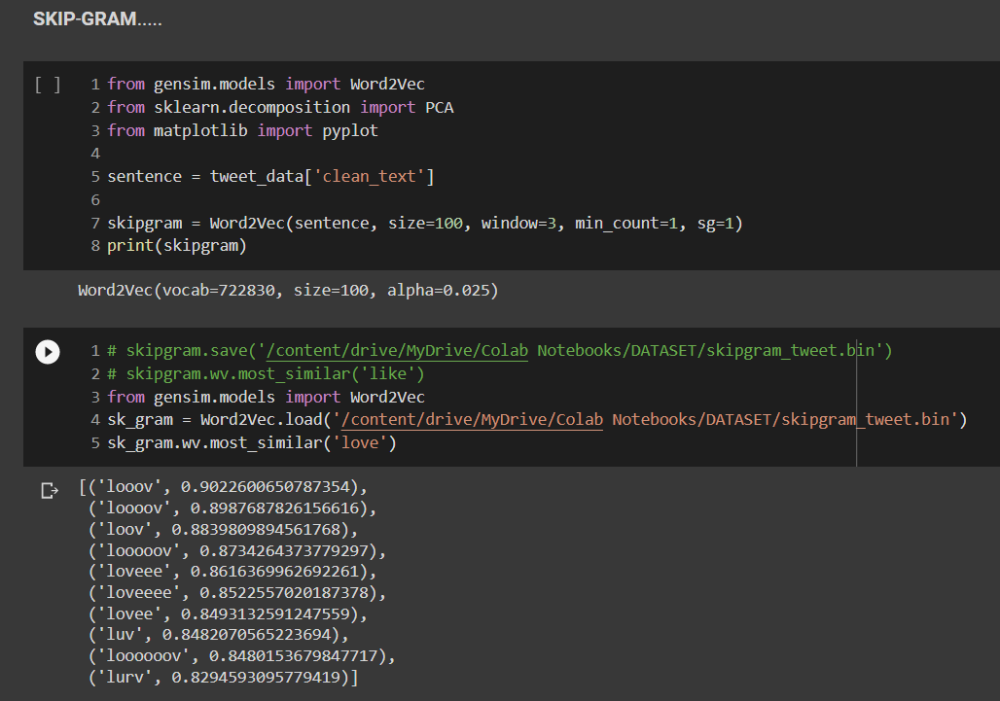 SKIP-GRAM.....
[ ]
1 from gensim.models import Word2Vec
2 from sklearn.decomposition import PCA
3 from matplotlib import pyplot
4
5 sentence = tweet_data['clean_text']
6
7 skipgram = Word2Vec(sentence, size=100, window=3, min_count=1, sg=1)
8 print(skipgram)
Word2Vec(vocab=722830, size=100, alpha=0.025)
1 # skipgram.save('/content/drive/MyDrive/Colab Notebooks/DATASET/skipgram_tweet.bin')
2 # skipgram.wv.most_similar('like')
3 from gensim.models import Word2Vec
4 sk_gram = Word2Vec.load('/content/drive/MyDrive/Colab Notebooks/DATASET/skipgram_tweet.bin')
5 sk_gram.wv.most_similar('love')
[('looov', 0.9022600650787354),
('loooov', 0.8987687826156616),
('loov', 0.8839809894561768),
('looooov', 0.8734264373779297),
('loveee', 0.8616369962692261),
('loveeee', 0.8522557020187378),
('lovee', 0.8493132591247559),
('luv', 0.8482070565223694),
('loooooov', 0.8480153679847717),
('lurv', 0.8294593095779419)]